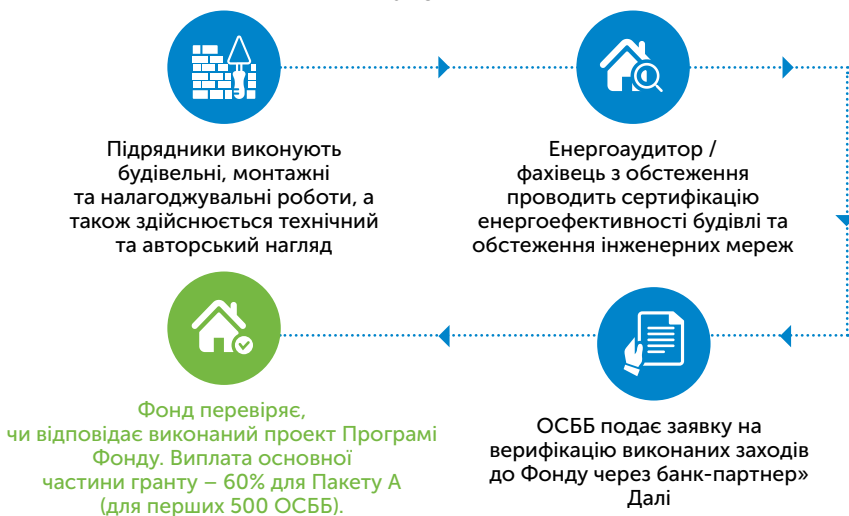 Підрядники виконують
будівельні, монтажні
та налагоджувальні роботи, а
також здійснюється технічний
та авторський нагляд
Енергоаудитор /
фахівець з обстеження
проводить сертифікацію
енергоефективності будівлі та
обстеження інженерних мереж
ОСББ подає заявку на
верифікацію виконаних заходів
до Фонду через банк-партнер»
Далі
Фонд перевіряє,
чи відповідає виконаний проект Програмі
Фонду. Виплата основної
частини гранту – 60% для Пакету А
(для перших 500 ОСББ).